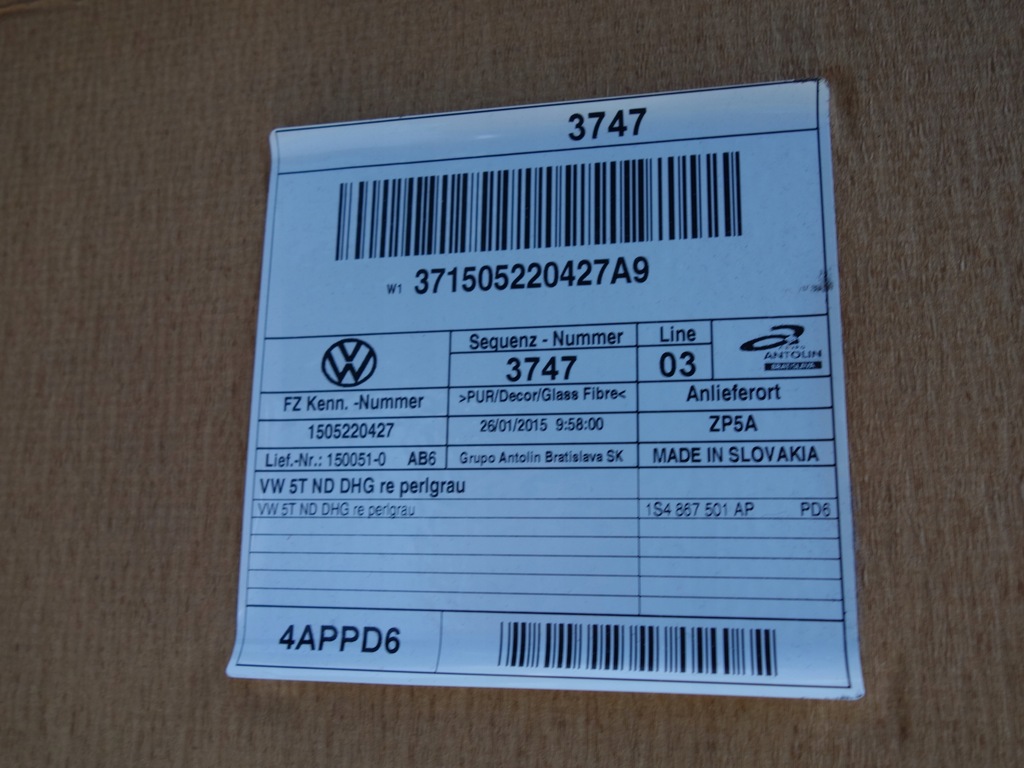 3747
W1 371505220427A9
Sequenz - Nummer
Line
3747
03
ANTOLIN
BRATISLAVA
FZ Kenn. -Nummer
>PUR/Decor/Glass Fibre<
Anlieferort
1505220427
26/01/2015 9:58:00
ZP5A
Lief.-Nr.: 150051-0 AB6
Grupo Antolin Bratislava SK
MADE IN SLOVAKIA
VW 5T ND DHG re perlgrau
VW 5T ND DHG re perlgrau
1S4 867 501 AP PD6
4APPD6